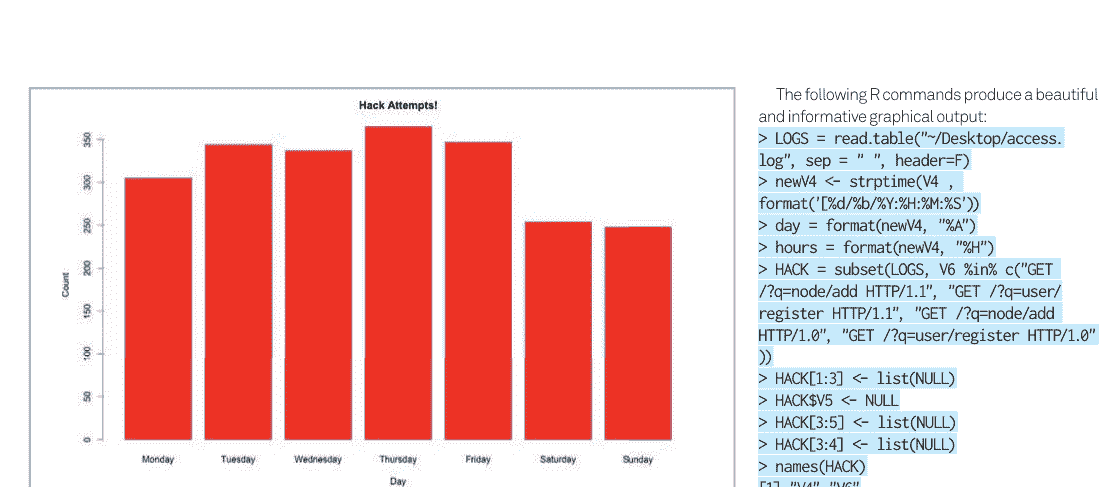 Hack Attempts!
350
300
250
200
150
100
50
0
Count
Monday Tuesday Wednesday Thursday Friday Saturday Sunday
Day
The following R commands produce a beautiful
and informative graphical output:
> LOGS = read.table("~/Desktop/access.
log", sep = " ", header=F)
> newV4 <- strptime(V4 ,
format('[%d/%b/%Y:%H:%M:%S'))
> day = format(newV4, "%A")
> hours = format(newV4, "%H")
> HACK = subset(LOGS, V6 %in% c("GET
/?q=node/add HTTP/1.1", "GET /?q=user/
register HTTP/1.1", "GET /?q=node/add
HTTP/1.0", "GET /?q=user/register HTTP/1.0"
))
> HACK[1:3] <- list(NULL)
> HACK$V5 <- NULL
> HACK[3:5] <- list(NULL)
> HACK[3:4] <- list(NULL)
> names(HACK)
[1] "V4" "V6"